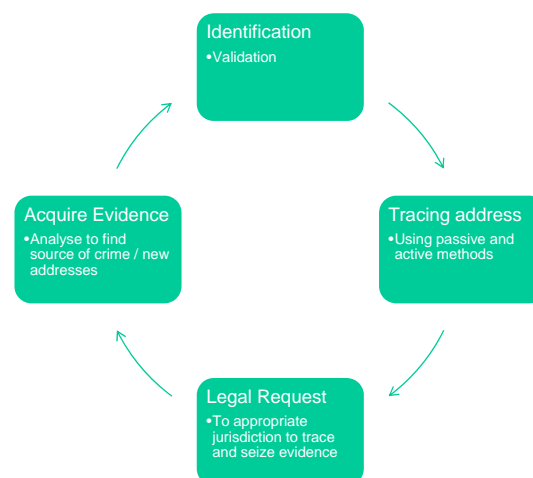 Identification
•Validation
Tracing address
•Using passive and
active methods
Legal Request
•To appropriate
jurisdiction to trace
and seize evidence
Acquire Evidence
•Analyse to find
source of crime / new
addresses